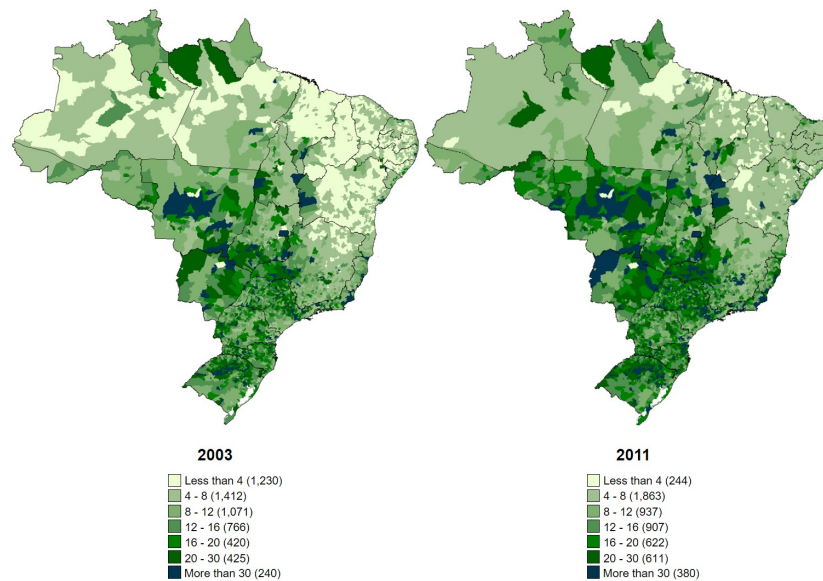 2003
Less than 4 (1,230)
4 - 8 (1,412)
8 - 12 (1,071)
12 - 16 (766)
16 - 20 (420)
20 - 30 (425)
More than 30 (240)
2011
Less than 4 (244)
4 - 8 (1,863)
8 - 12 (937)
12 - 16 (907)
16 - 20 (622)
20 - 30 (611)
More than 30 (380)